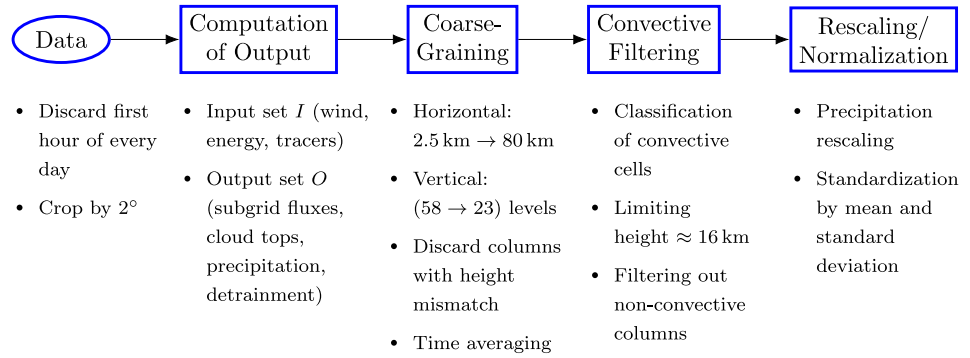 Data
Computation
of Output
Coarse-
Graining
Convective
Filtering
Rescaling/
Normalization
• Discard first
hour of every
day
• Crop by 2°
• Input set I (wind,
energy, tracers)
• Output set O
(subgrid fluxes,
cloud tops,
precipitation,
detrainment)
• Horizontal:
2.5 km → 80 km
• Vertical:
(58 → 23) levels
• Discard columns
with height
mismatch
• Time averaging
• Classification
of convective
cells
• Limiting
height ≈ 16 km
• Filtering out
non-convective
columns
• Precipitation
rescaling
• Standardization
by mean and
standard
deviation